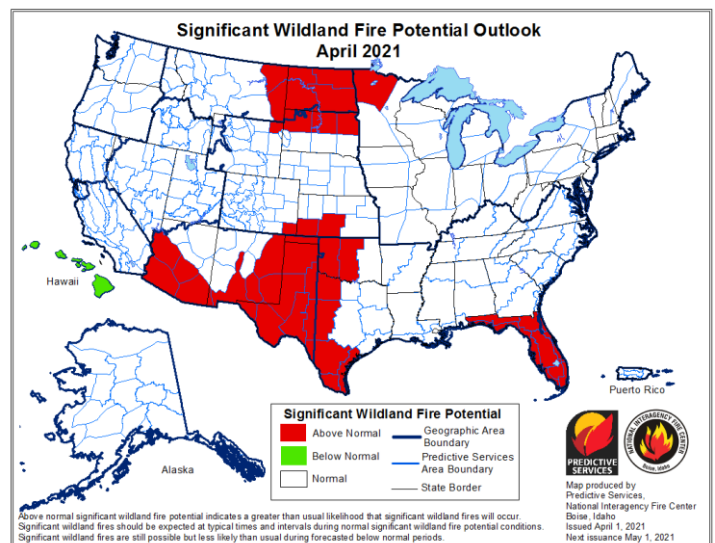 Significant Wildland Fire Potential Outlook
April 2021
Hawaii
Alaska
Puerto Rico
Significant Wildland Fire Potential
Above Normal
Below Normal
Normal
Geographic Area
Boundary
Predictive Services
Area Boundary
State Border
PREDICTIVE
SERVICES
NATIONAL INTERAGENCY FIRE CENTER
Boise, Idaho
Map produced by
Predictive Services,
National Interagency Fire Center
Boise, Idaho
Issued April 1, 2021
Next issuance May 1, 2021
Above normal significant wildland fire potential indicates a greater than usual likelihood that significant wildland fires will occur.
Significant wildland fires should be expected at typical times and intervals during normal significant wildland fire potential conditions.
Significant wildland fires are still possible but less likely than usual during forecasted below normal periods.